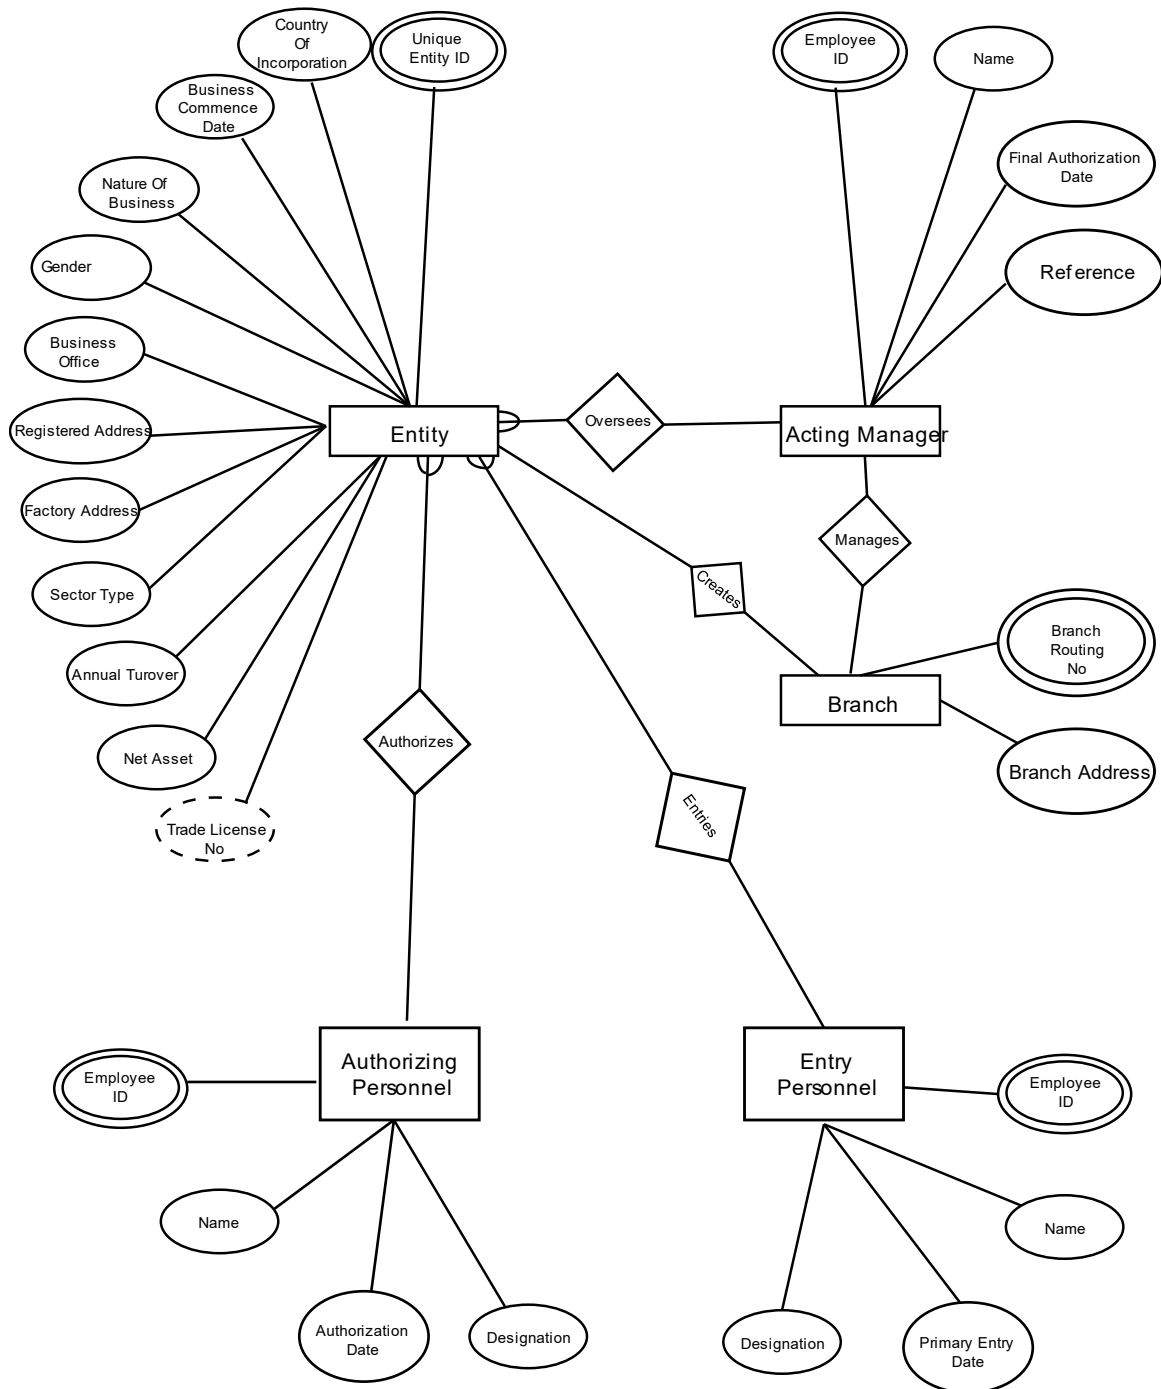 Country
Of
Incorporation
Unique
Entity ID
Employee
ID
Name
Business
Commence
Date
Final Authorization
Date
Nature Of
Business
Gender
Reference
Business
Office
Registered Address
Entity
Oversees
Acting Manager
Factory Address
Manages
Sector Type
Creates
Branch
Routing
No
Annual Turover
Branch
Authorizes
Net Asset
Branch Address
Entries
Trade License
No
Authorizing
Personnel
Entry
Personnel
Employee
ID
Employee
ID
Name
Name
Authorization
Date
Designation
Designation
Primary Entry
Date